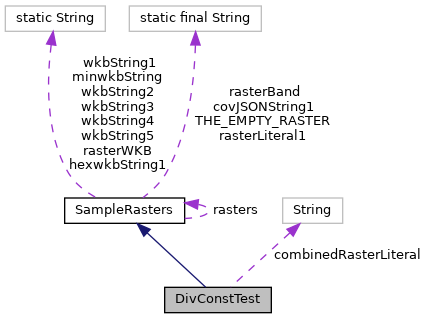 static String
static final String
wkbString1
minwkbString
wkbString2
wkbString3
wkbString4
wkbString5
rasterWKB
hexwkbString1
rasterBand
covJSONString1
THE_EMPTY_RASTER
rasterLiteral1
SampleRasters
rasters
String
combinedRasterLiteral
DivConstTest